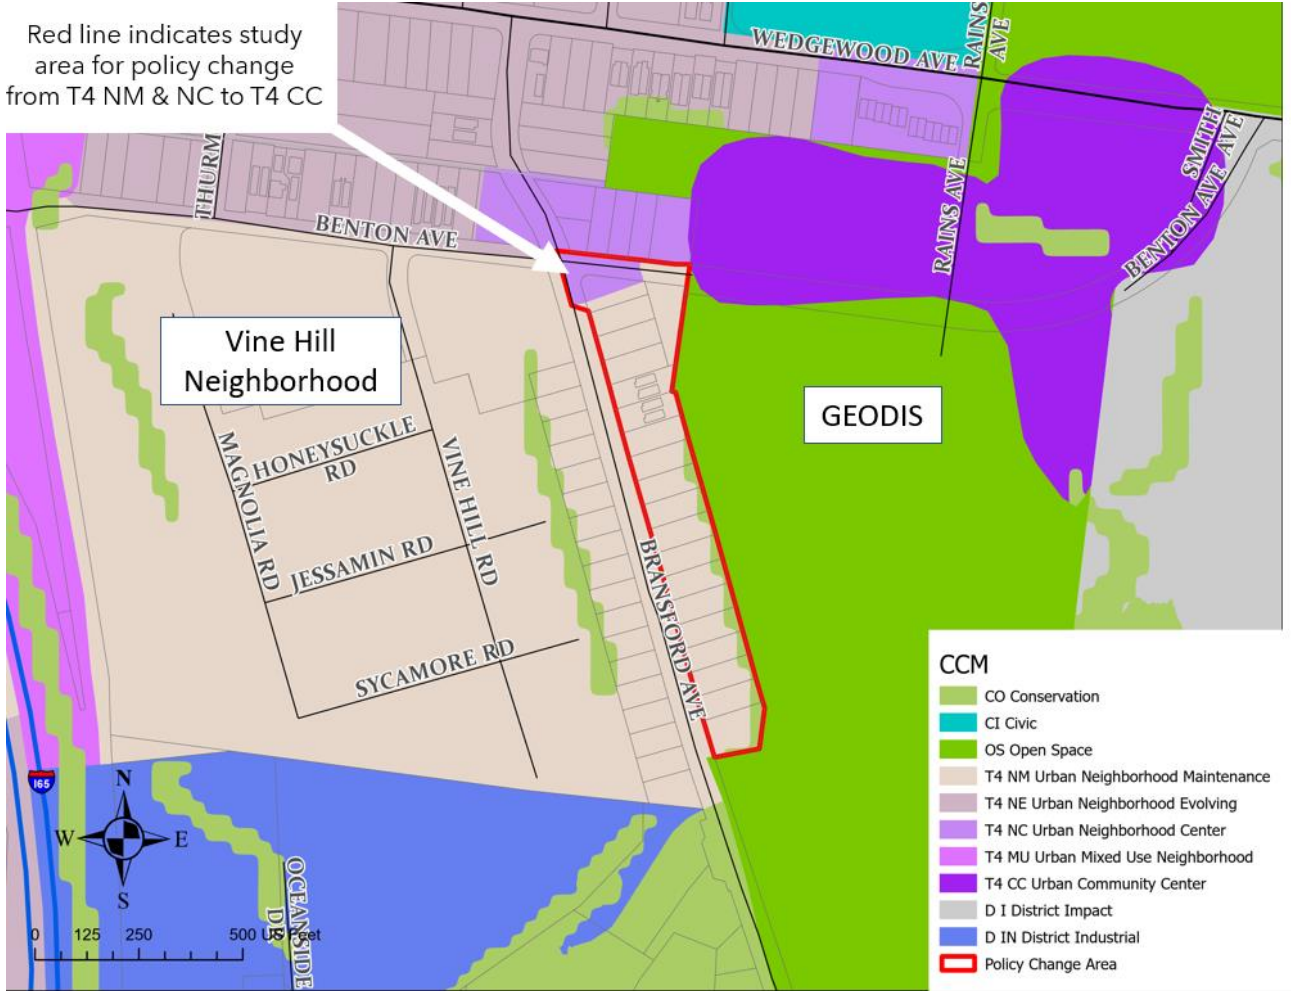 Red line indicates study
area for policy change
from T4 NM & NC to T4 CC
WEDGEWOOD AVE
RAINS
AVE
SMITH
BENTON AVE AVE
RAINS AVE
THURM
BENTON AVE
Vine Hill
Neighborhood
GEODIS
HONEYSUCKLE
RD
MAGNOLIA RD
VINE HILL RD
JESSAMIN RD
BRANSFORD AVE
SYCAMORE RD
I65
N
W E
S
OCEANSIDE
DR
0 125 250 500 US Feet
CCM
CO Conservation
CI Civic
OS Open Space
T4 NM Urban Neighborhood Maintenance
T4 NE Urban Neighborhood Evolving
T4 NC Urban Neighborhood Center
T4 MU Urban Mixed Use Neighborhood
T4 CC Urban Community Center
D I District Impact
D IN District Industrial
Policy Change Area